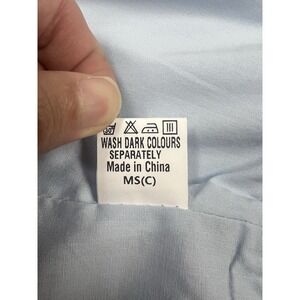 WASH DARK COLOURS
SEPARATELY
Made in China
MS(C)